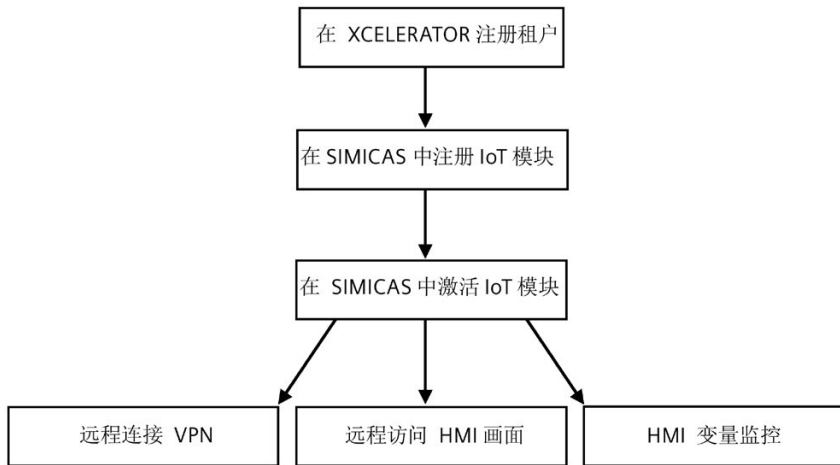 在 XCELERATOR 注册租户
在 SIMICAS 中注册 IoT 模块
在 SIMICAS 中激活 IoT 模块
远程连接 VPN
远程访问 HMI 画面
HMI 变量监控